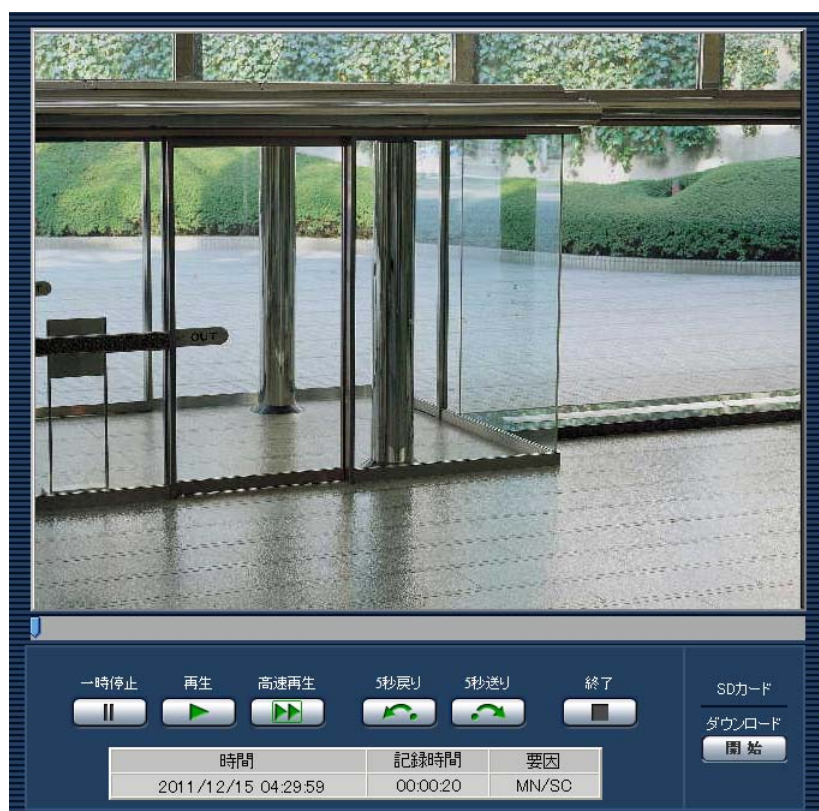 OUT
一時停止 再生 高速再生 5秒戻り 5秒送り 終了
SDカード
ダウンロード
開始
時間 記録時間 要因
2011/12/15 04:29:59 00:00:20 MN/SC